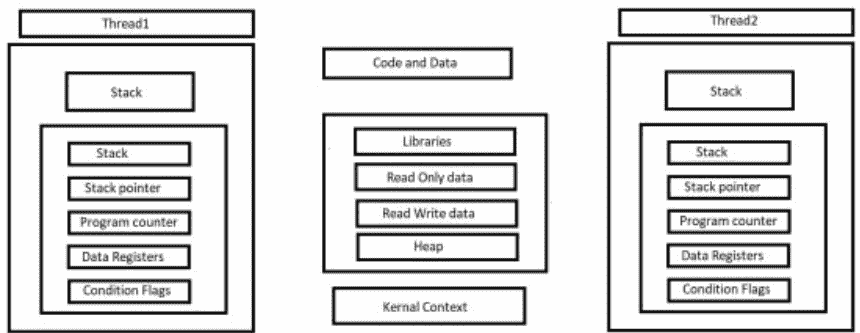 Thread1
Stack
Stack
Stack pointer
Program counter
Data Registers
Condition Flags
Code and Data
Libraries
Read Only data
Read Write data
Heap
Kernal Context
Thread2
Stack
Stack
Stack pointer
Program counter
Data Registers
Condition Flags